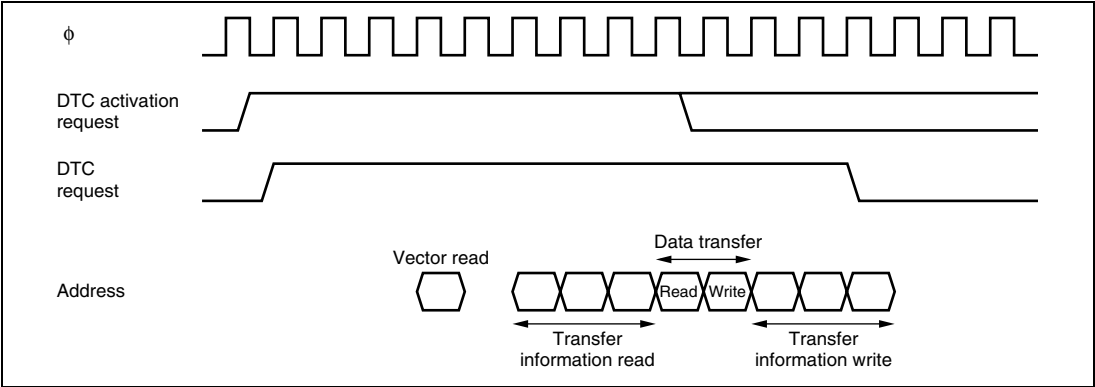 ϕ
DTC activation
request
DTC
request
Data transfer
Vector read
Address
Read
Write
Transfer
information read
Transfer
information write